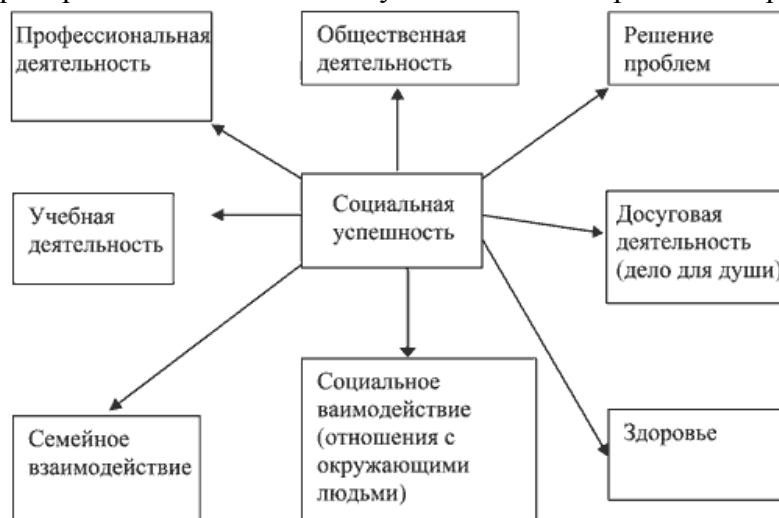 Профессиональная
деятельность
Общественная
деятельность
Решение
проблем
Учебная
деятельность
Социальная
успешность
Досуговая
деятельность
(дело для души)
Семейное
взаимодействие
Социальное
ваимодействие
(отношения с
окружающими
людьми)
Здоровье